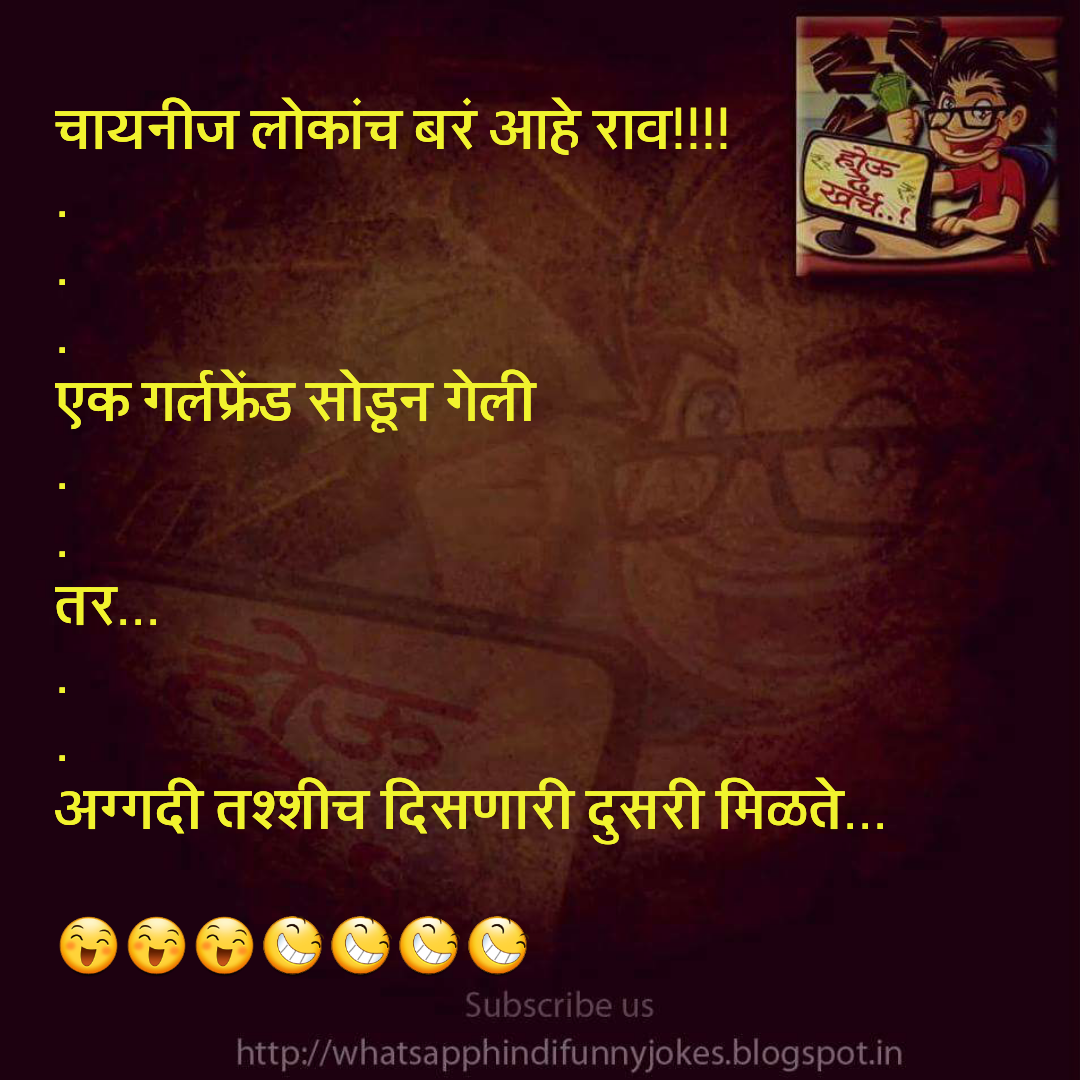 चायनीज लोकांच बरं आहे राव!!!!
.
.
.
एक गर्लफ्रेंड सोडून गेली
.
.
तर...
.
.
अग्गदी तश्शीच दिसणारी दुसरी मिळते...
होऊ
दे
खर्च..!
होऊ
Subscribe us
http://whatsapphindifunnyjokes.blogspot.in